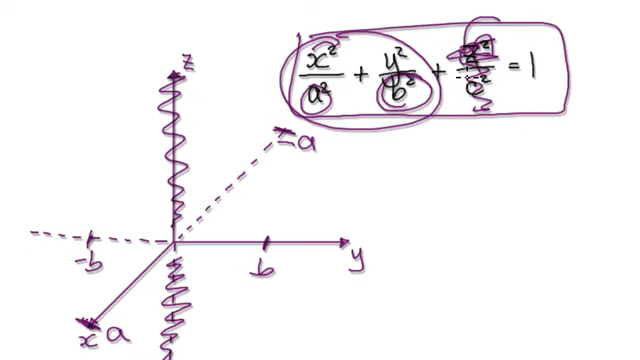 x²/a² + y²/b² + z²/c² = 1
z
-a
-b
b
y
x a